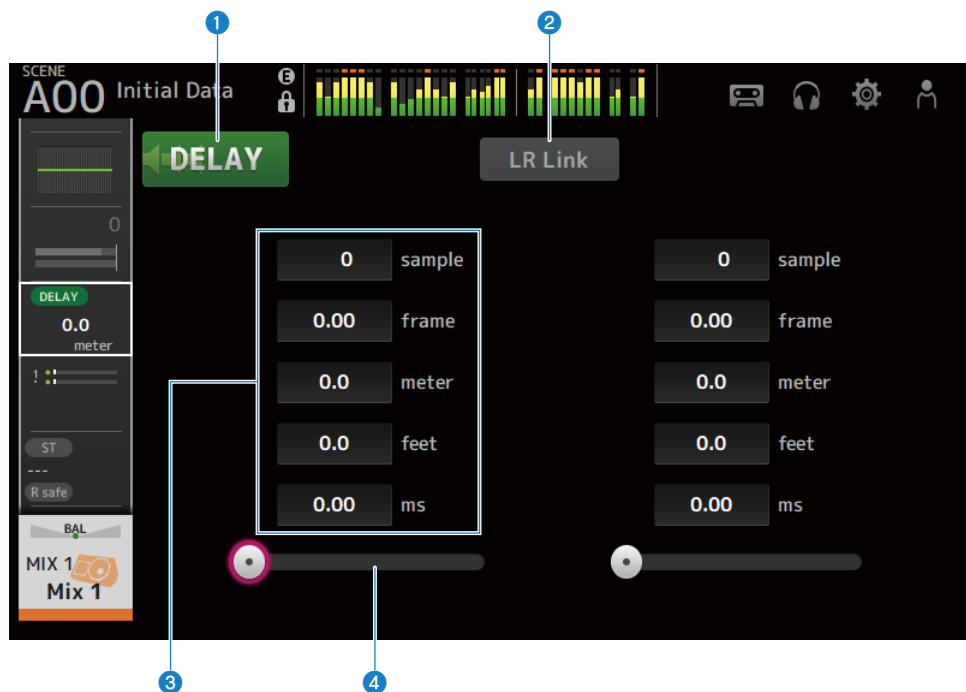 1 2
SCENE
A00 Initial Data E
DELAY LR Link
0
0 sample 0 sample
DELAY
0.0
meter
0.00 frame 0.00 frame
0.0 meter 0.0 meter
!
0.0 feet 0.0 feet
ST
---
R safe
0.00 ms 0.00 ms
BAL
MIX 1
Mix 1
3 4